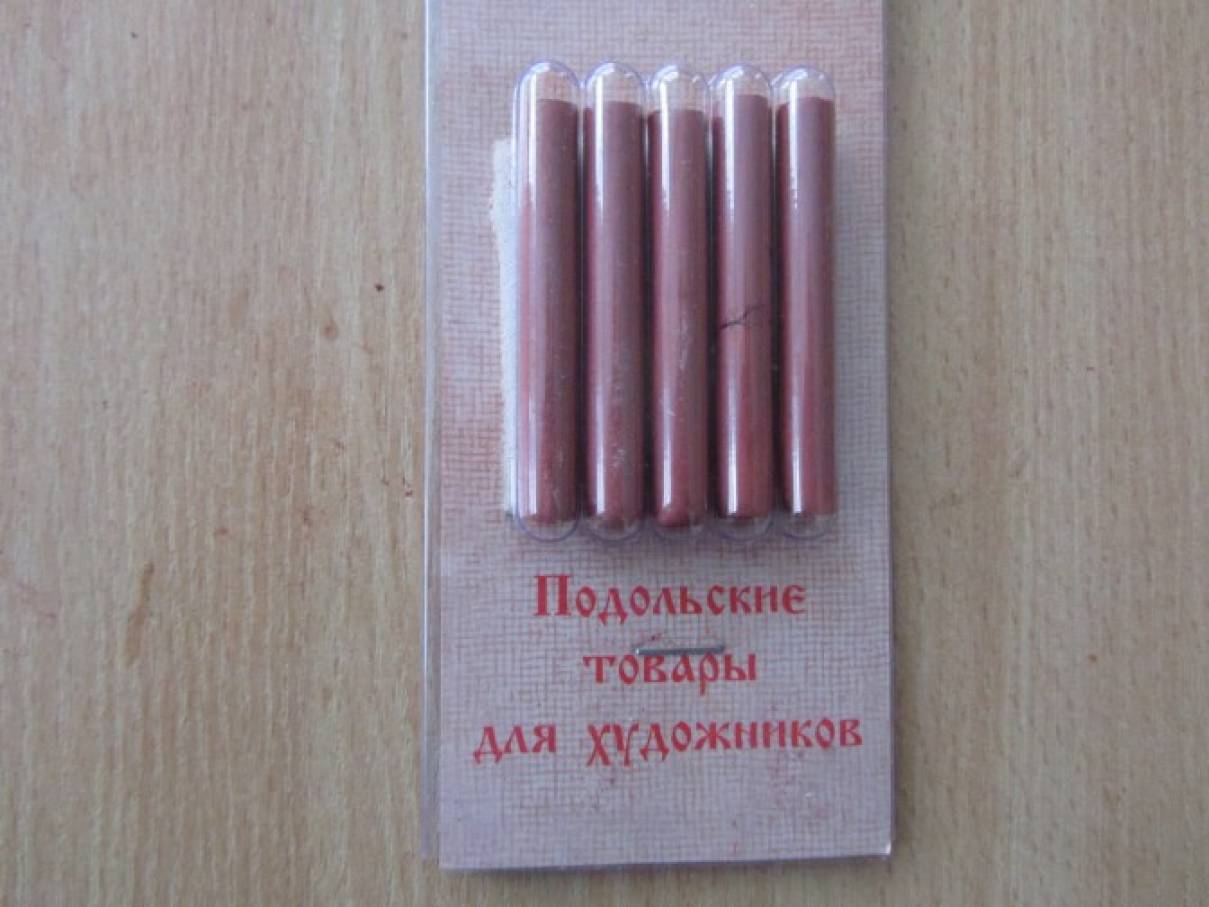 Подольские
товары
для художников